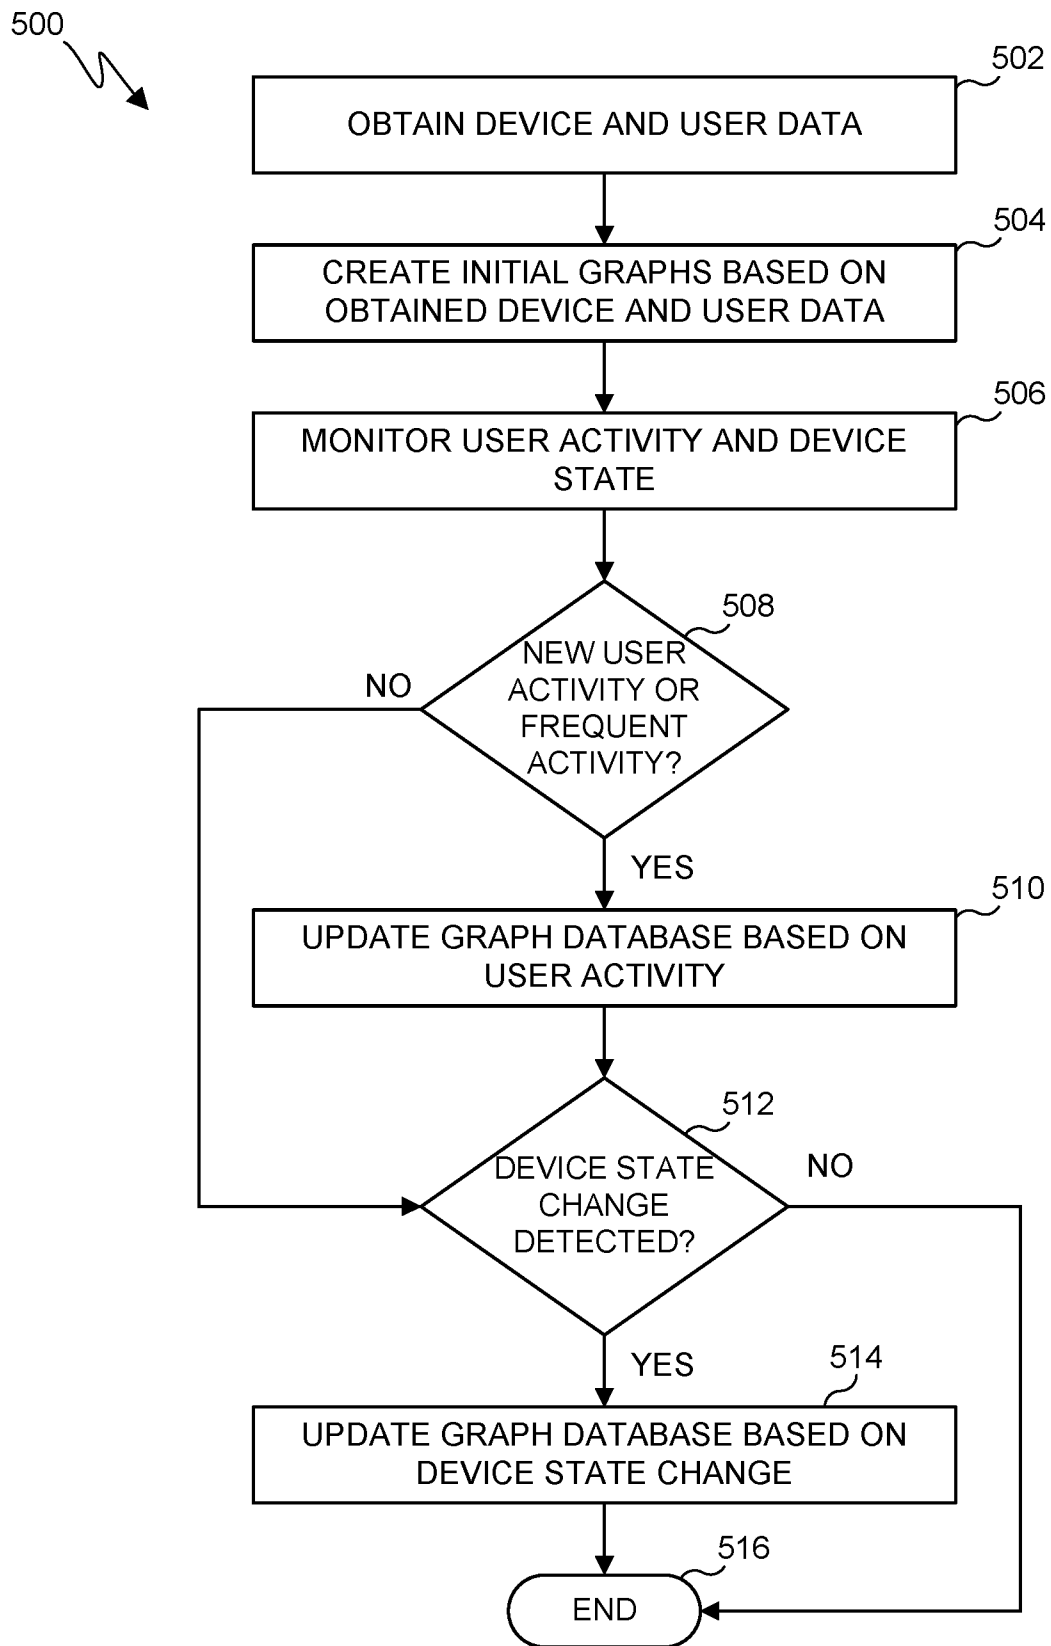 500
502
OBTAIN DEVICE AND USER DATA
504
CREATE INITIAL GRAPHS BASED ON
OBTAINED DEVICE AND USER DATA
506
MONITOR USER ACTIVITY AND DEVICE
STATE
508
NEW USER
ACTIVITY OR
FREQUENT
ACTIVITY?
NO
YES
510
UPDATE GRAPH DATABASE BASED ON
USER ACTIVITY
512
DEVICE STATE
CHANGE
DETECTED?
NO
YES
514
UPDATE GRAPH DATABASE BASED ON
DEVICE STATE CHANGE
516
END